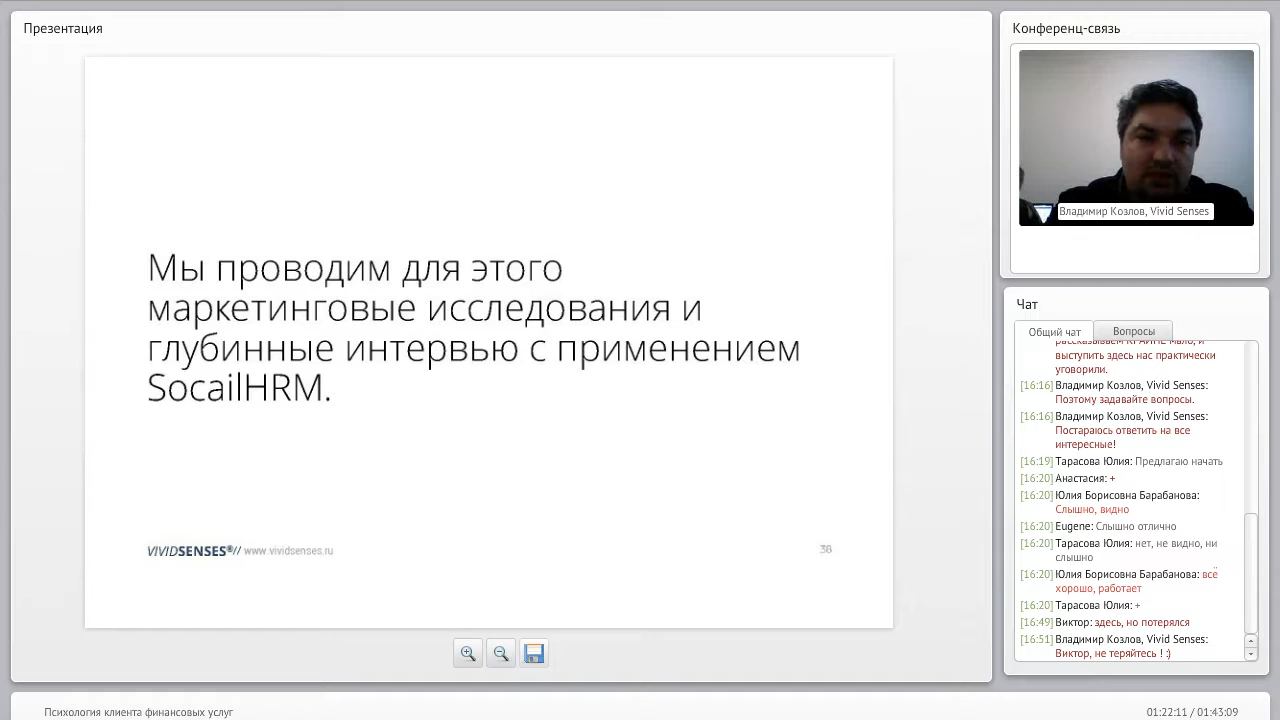 Презентация
Мы проводим для этого
маркетинговые исследования и
глубинные интервью с применением
SocailHRM.
VIVIDSENSES®// www.vividsenses.ru
38
Конференц-связь
Владимир Козлов, Vivid Senses
Чат
Общий чат
Вопросы
рассказываем КРАЙНЕ мало, и
выступить здесь нас практически
уговорили.
[16:16] Владимир Козлов, Vivid Senses:
Поэтому задавайте вопросы.
[16:16] Владимир Козлов, Vivid Senses:
Постараюсь ответить на все
интересные!
[16:19] Тарасова Юлия: Предлагаю начать
[16:20] Анастасия: +
[16:20] Юлия Борисовна Барабанова:
Слышно, видно
[16:20] Eugene: Слышно отлично
[16:20] Тарасова Юлия: нет, не видно, ни
слышно
[16:20] Юлия Борисовна Барабанова: всё
хорошо, работает
[16:20] Тарасова Юлия: +
[16:49] Виктор: здесь, но потерялся
[16:51] Владимир Козлов, Vivid Senses:
Виктор, не теряйтесь ! :)
Психология клиента финансовых услуг
01:22:11 / 01:43:09